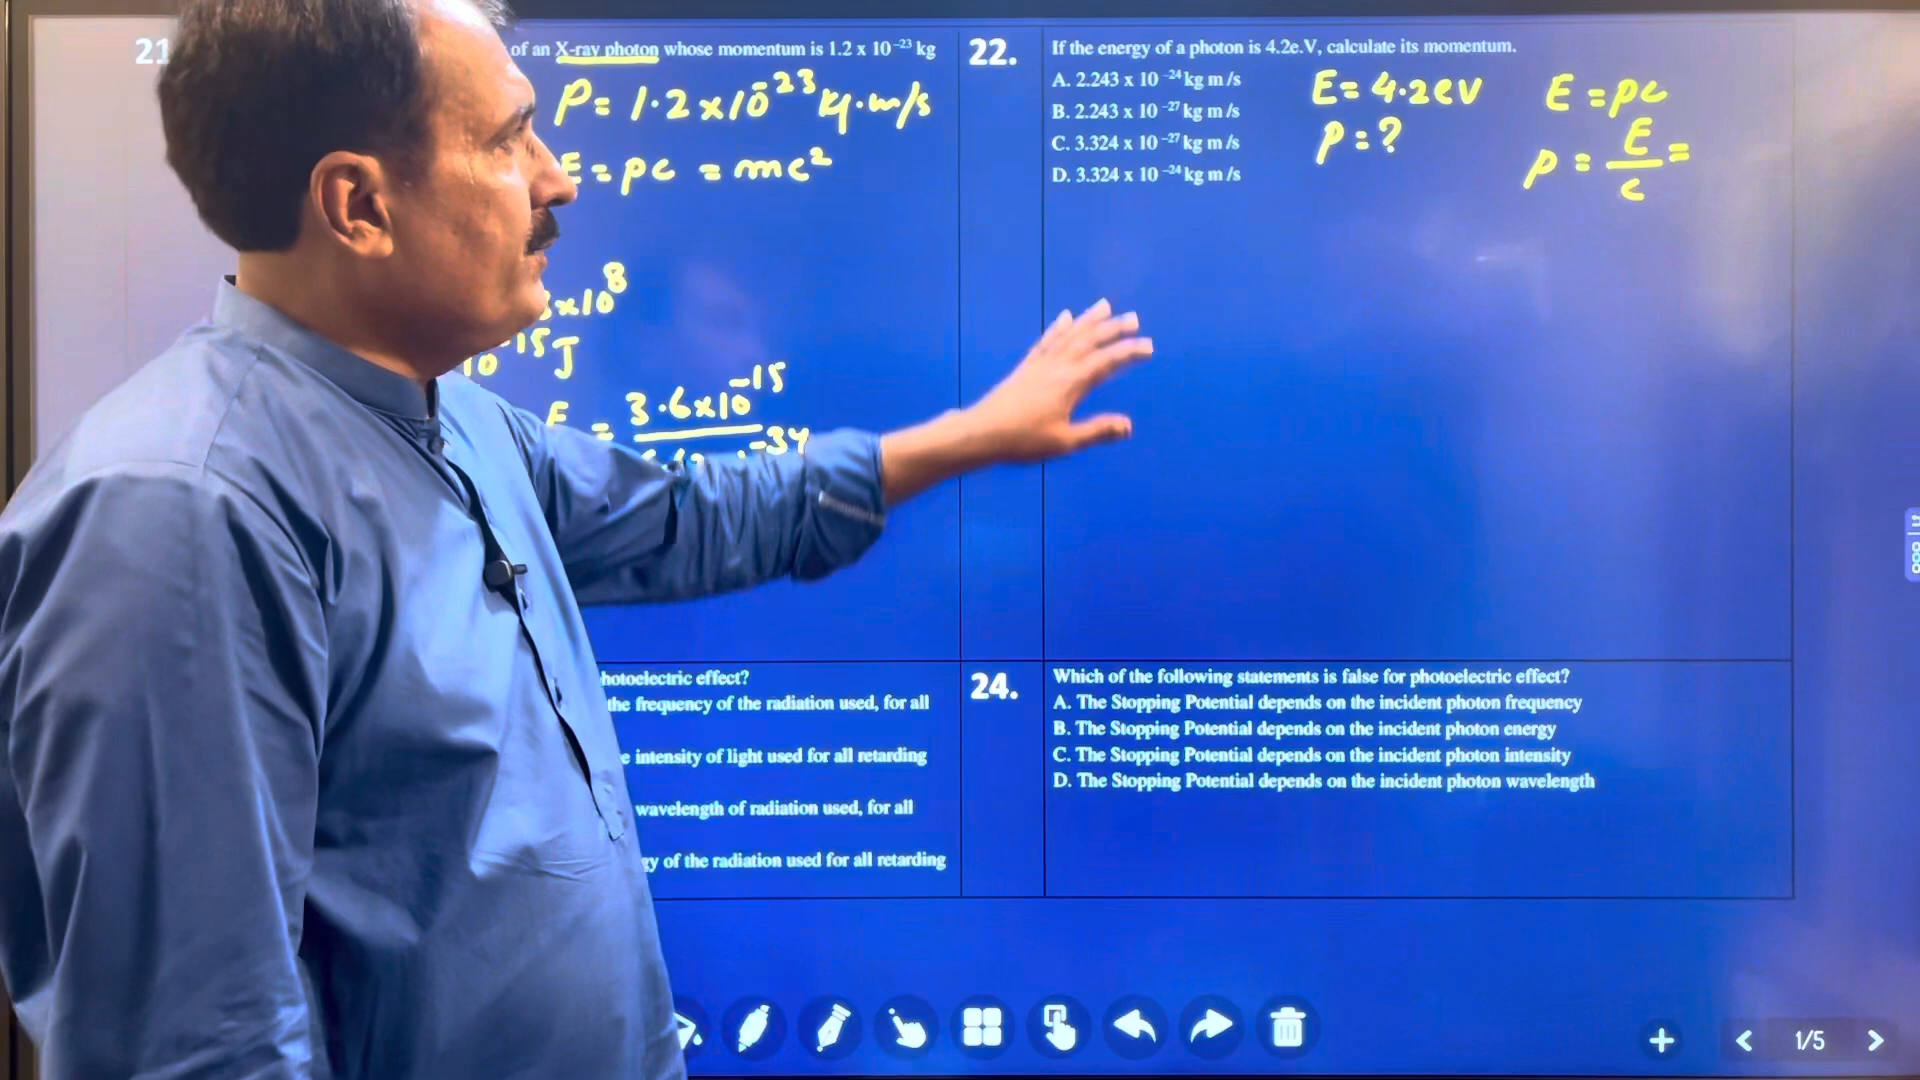 21
of an X-ray photon whose momentum is 1.2 x 10⁻²³ kg
P = 1.2 x 10⁻²³ kg.m/s
E = pc = mc²
x 10⁸
10⁻¹⁵ J
E = 3.6 x 10⁻¹⁵
⁻³⁴
22.
If the energy of a photon is 4.2e.V, calculate its momentum.
A. 2.243 x 10 ⁻²⁴ kg m /s
B. 2.243 x 10 ⁻²⁷ kg m /s
C. 3.324 x 10 ⁻²⁷ kg m /s
D. 3.324 x 10 ⁻²⁴ kg m /s
E = 4.2eV
P = ?
E = pc
P = E/c =
hotoelectric effect?
the frequency of the radiation used, for all
e intensity of light used for all retarding
wavelength of radiation used, for all
gy of the radiation used for all retarding
24.
Which of the following statements is false for photoelectric effect?
A. The Stopping Potential depends on the incident photon frequency
B. The Stopping Potential depends on the incident photon energy
C. The Stopping Potential depends on the incident photon intensity
D. The Stopping Potential depends on the incident photon wavelength
1/5